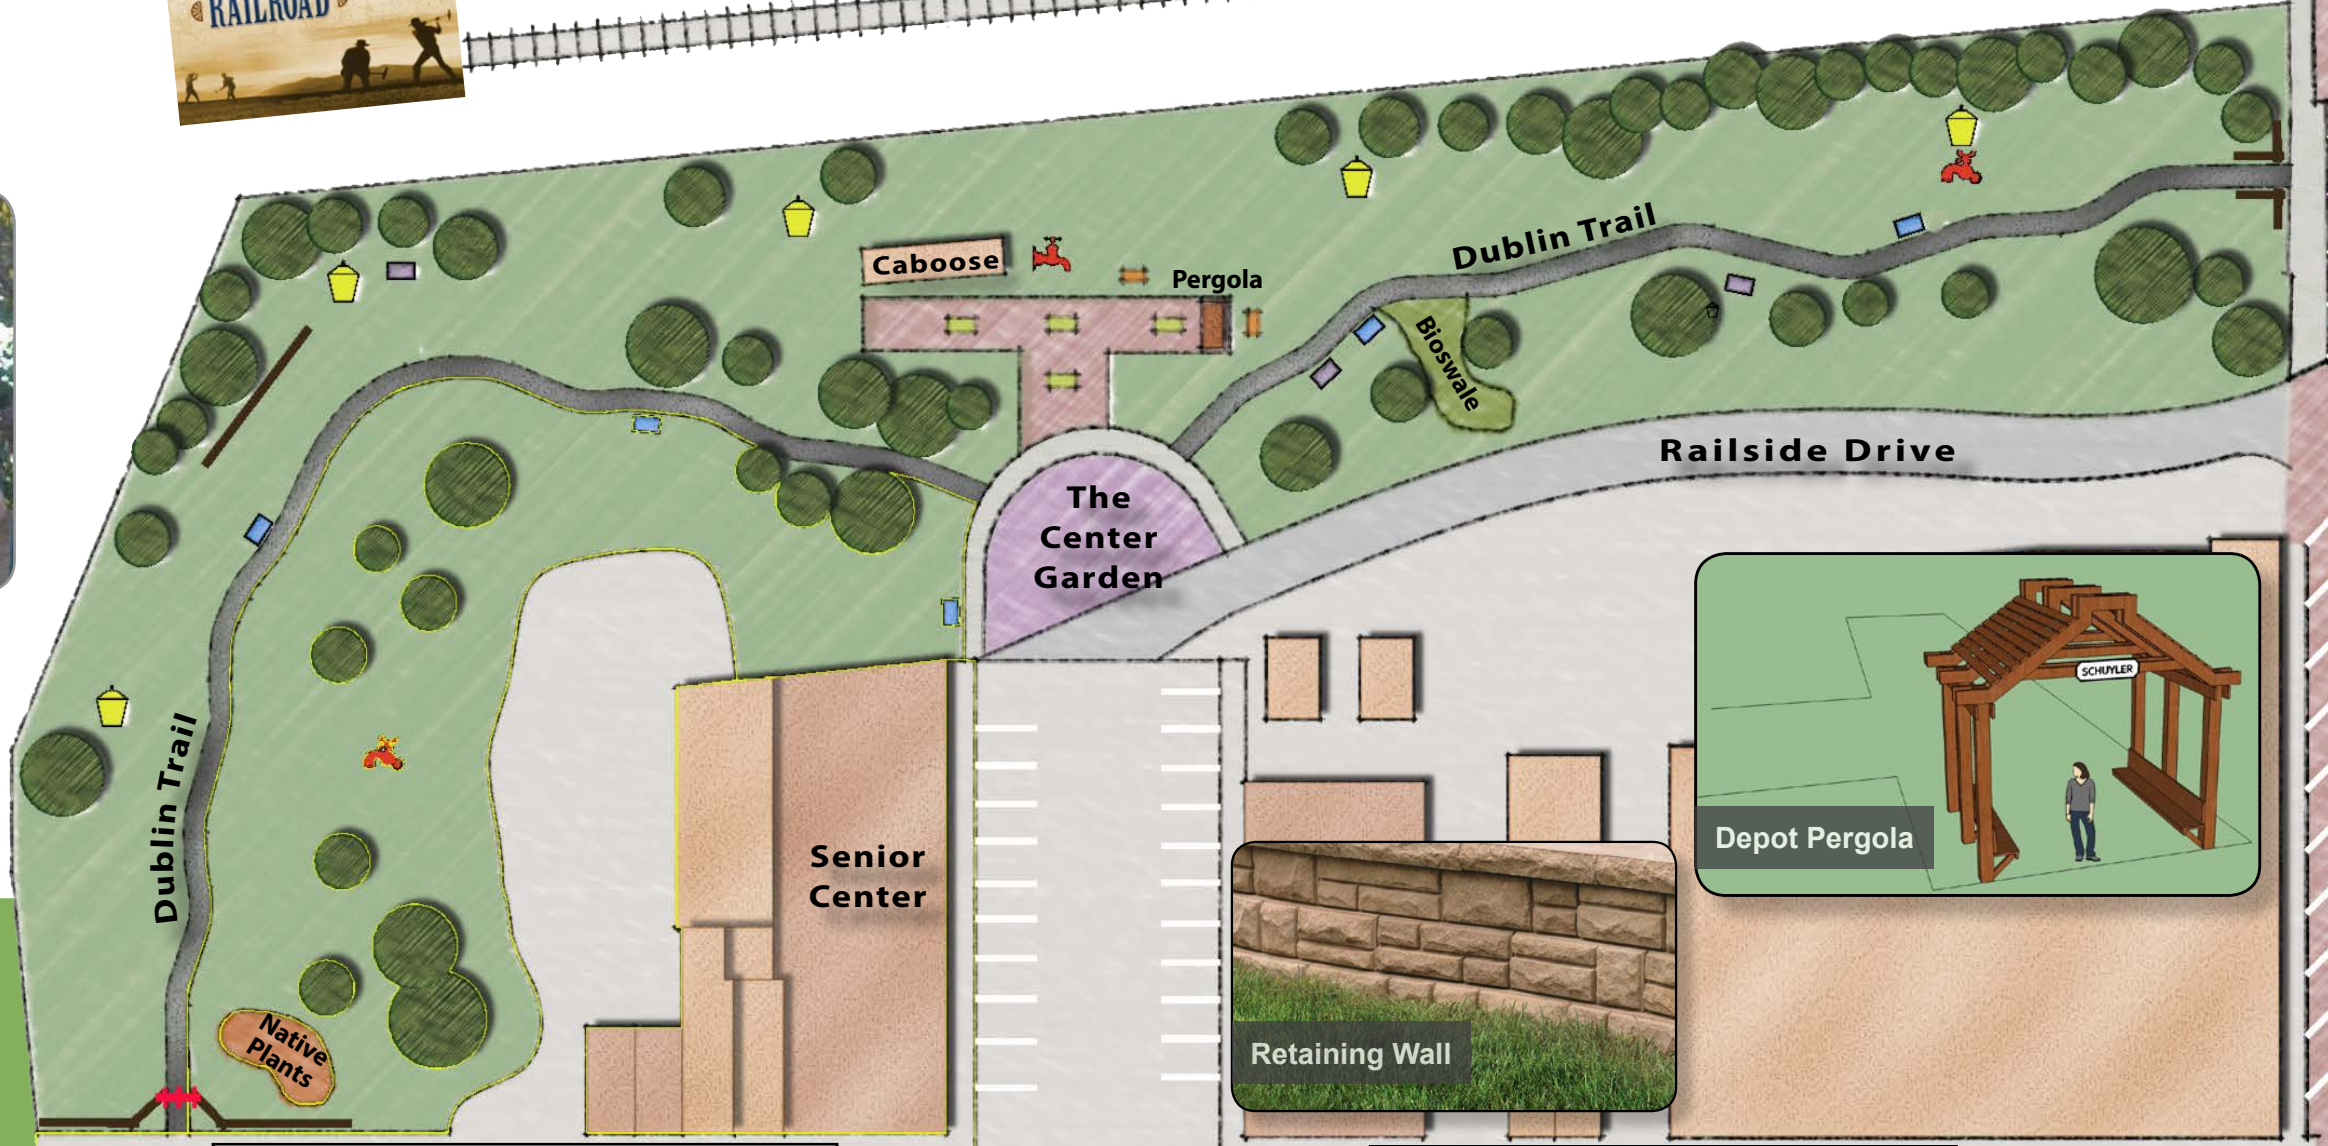 RAILROAD
Caboose
Pergola
Dublin Trail
Bioswale
Railside Drive
The
Center
Garden
SCHUYLER
Depot Pergola
Dublin Trail
Senior
Center
Native
Plants
Retaining Wall